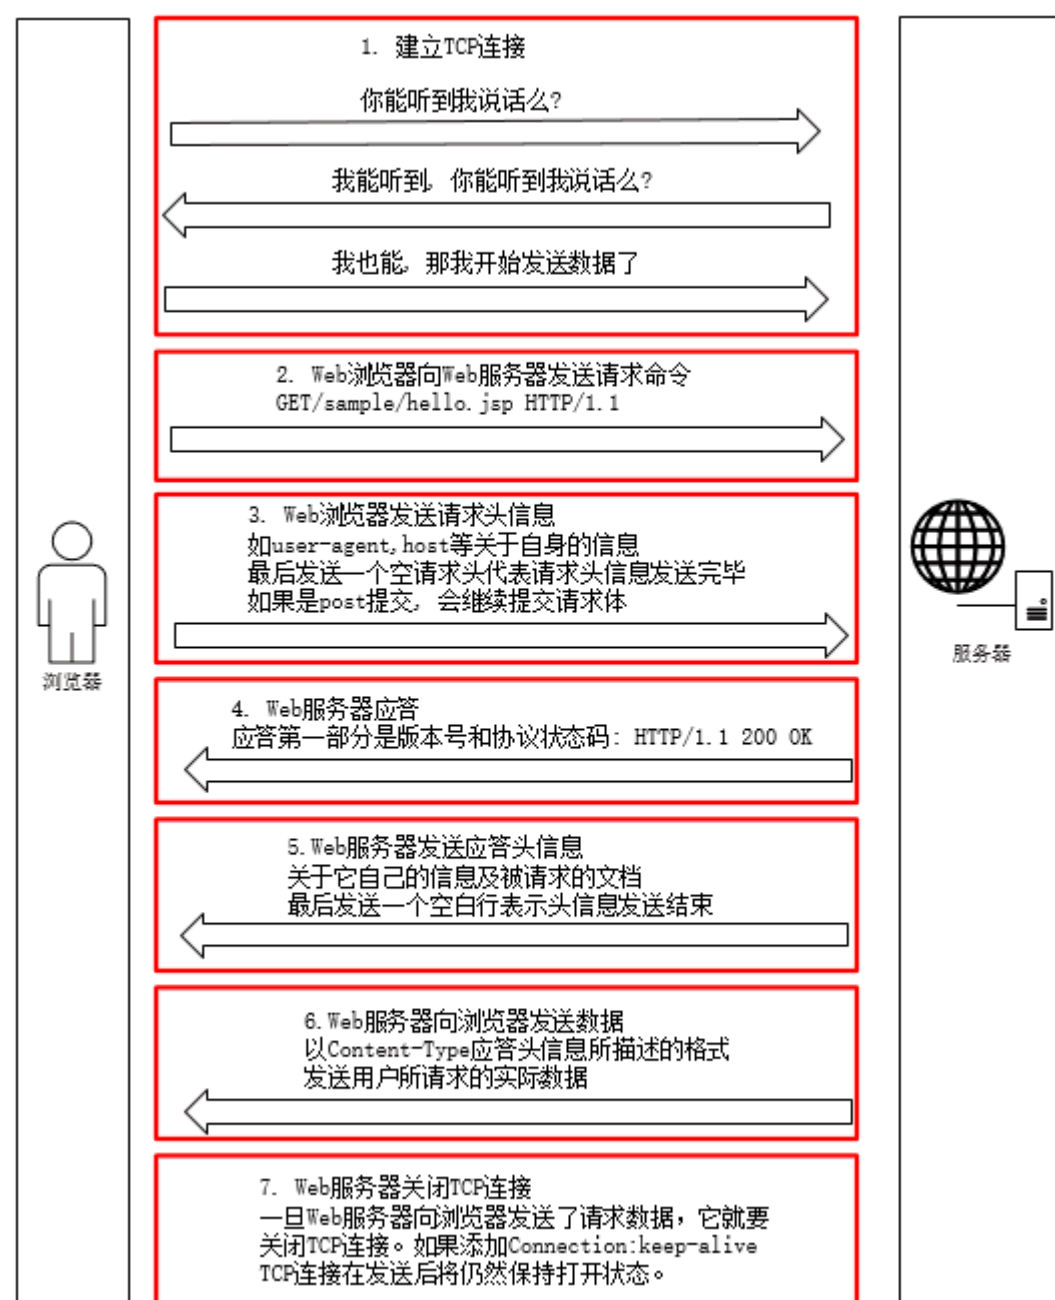 1. 建立TCP连接
你能听到我说话么?
我能听到, 你能听到我说话么?
我也能, 那我开始发送数据了
2. Web浏览器向Web服务器发送请求命令
GET/sample/hello.jsp HTTP/1.1
3. Web浏览器发送请求头信息
如user-agent,host等关于自身的信息
最后发送一个空请求头代表请求头信息发送完毕
如果是post提交, 会继续提交请求体
浏览器
服务器
4. Web服务器应答
应答第一部分是版本号和协议状态码: HTTP/1.1 200 OK
5.Web服务器发送应答头信息
关于它自己的信息及被请求的文档
最后发送一个空白行表示头信息发送结束
6.Web服务器向浏览器发送数据
以Content-Type应答头信息所描述的格式
发送用户所请求的实际数据
7. Web服务器关闭TCP连接
一旦Web服务器向浏览器发送了请求数据，它就要
关闭TCP连接。如果添加Connection:keep-alive
TCP连接在发送后将仍然保持打开状态。